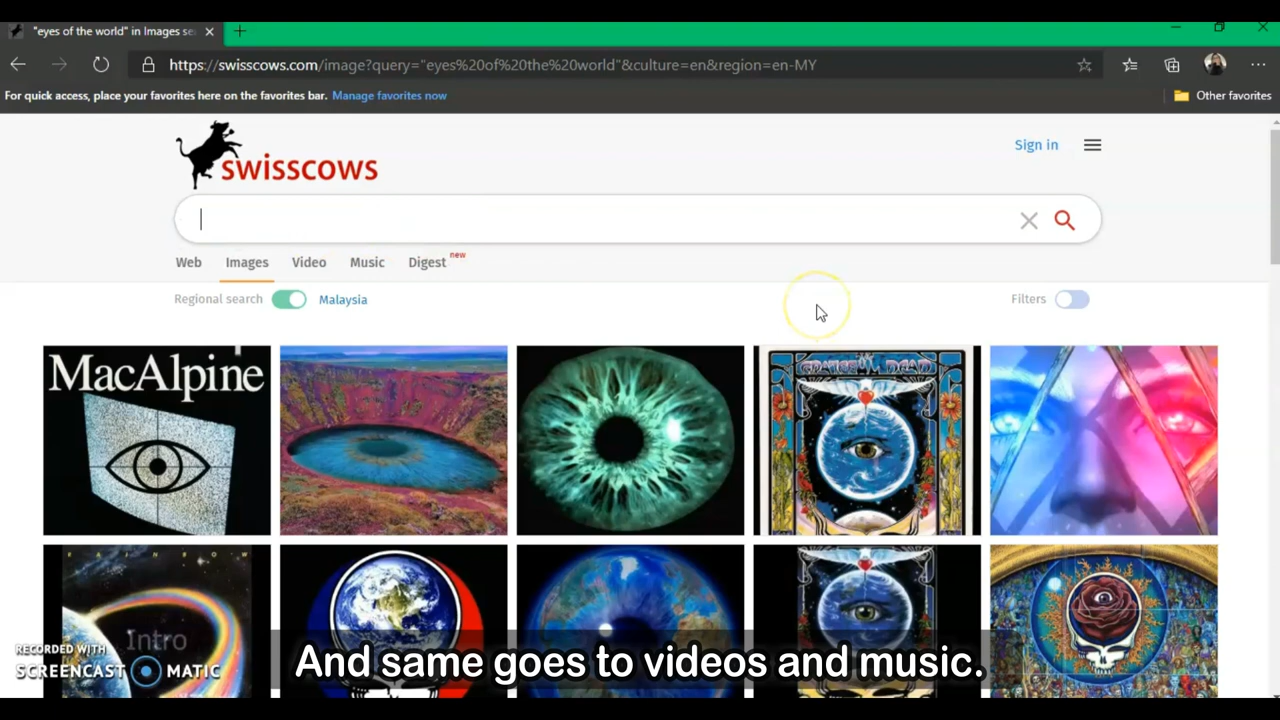 "eyes of the world" in Images se
https://swisscows.com/image?query="eyes%20of%20the%20world"&culture=en&region=en-MY
For quick access, place your favorites here on the favorites bar. Manage favorites now
Other favorites
swisscows
Sign in
Web Images Video Music Digest new
Regional search Malaysia Filters
MacAlpine
GRATEFUL DEAD
RAINBOW
Intro
RECORDED WITH
SCREENCAST MATIC
And same goes to videos and music.